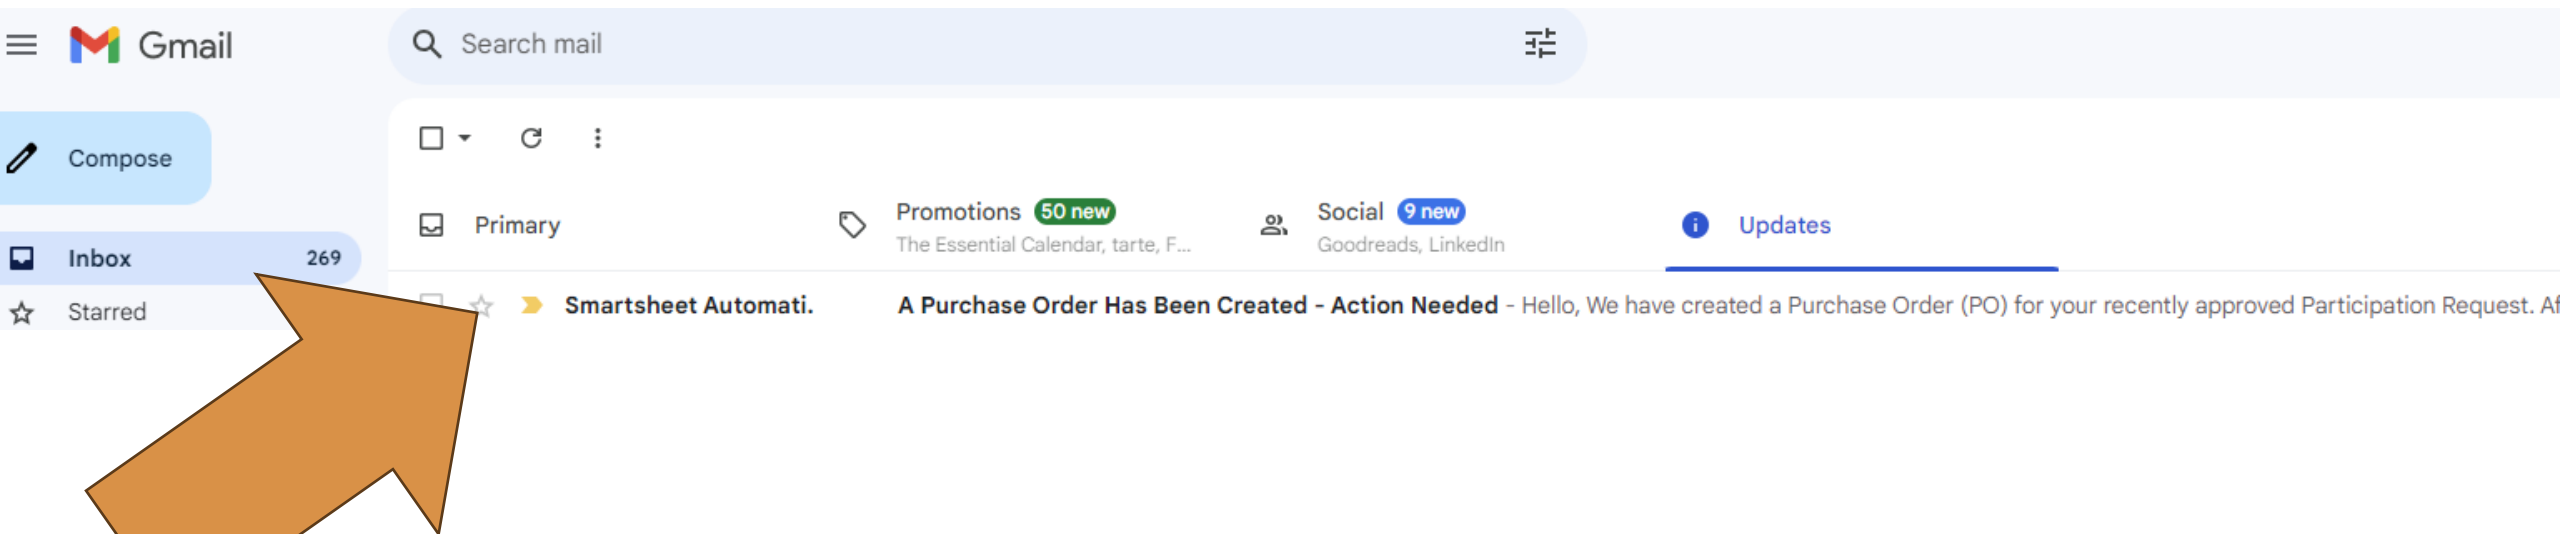 Gmail
Search mail
Compose
Primary
Promotions 50 new
The Essential Calendar, tarte, F...
Social 9 new
Goodreads, LinkedIn
Updates
Inbox 269
Starred
Smartsheet Automati. A Purchase Order Has Been Created - Action Needed - Hello, We have created a Purchase Order (PO) for your recently approved Participation Request. Af